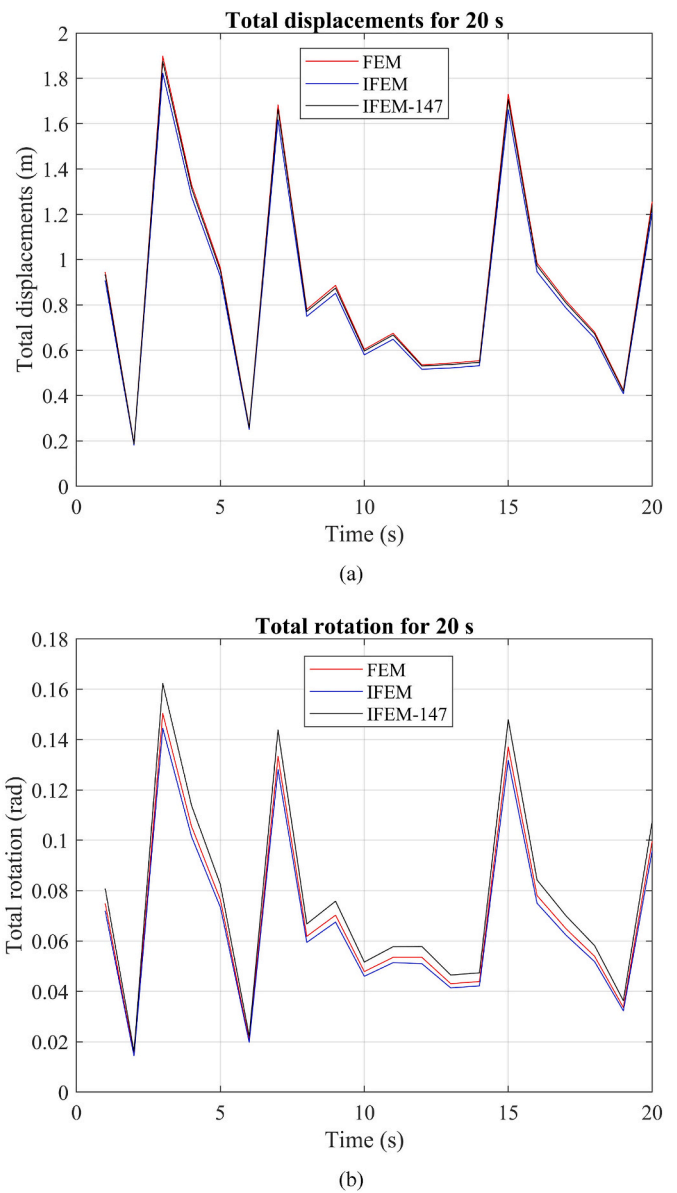 Total displacements for 20 s
2
1.8
1.6
1.4
1.2
1
0.8
0.6
0.4
0.2
0
Total displacements (m)
FEM
IFEM
IFEM-147
0 5 10 15 20
Time (s)
(a)
Total rotation for 20 s
0.18
0.16
0.14
0.12
0.1
0.08
0.06
0.04
0.02
0
Total rotation (rad)
FEM
IFEM
IFEM-147
0 5 10 15 20
Time (s)
(b)